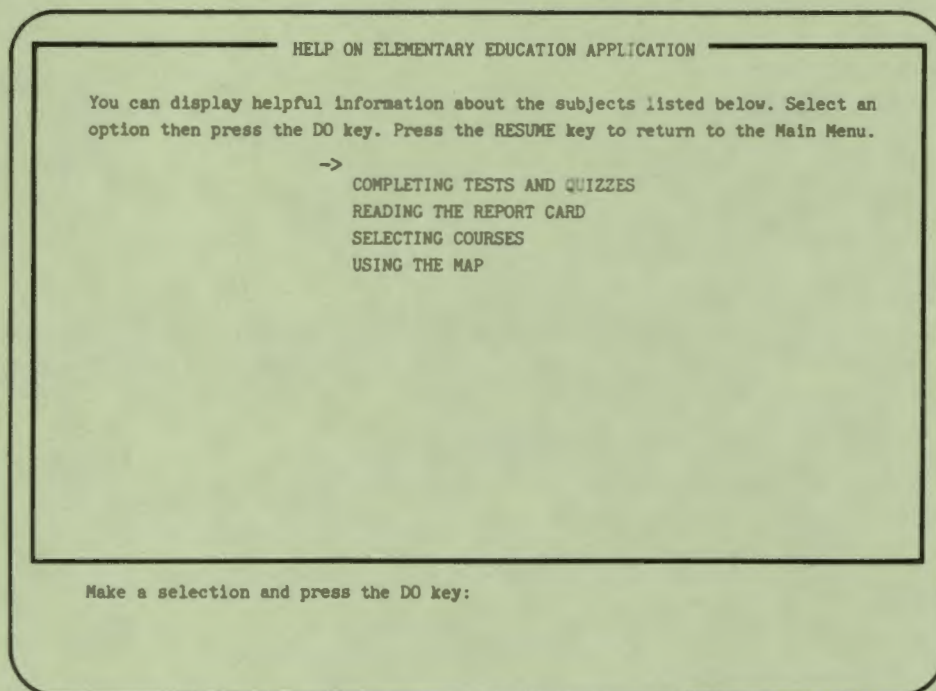 HELP ON ELEMENTARY EDUCATION APPLICATION
You can display helpful information about the subjects listed below. Select an
option then press the DO key. Press the RESUME key to return to the Main Menu.
->
COMPLETING TESTS AND QUIZZES
READING THE REPORT CARD
SELECTING COURSES
USING THE MAP
Make a selection and press the DO key: